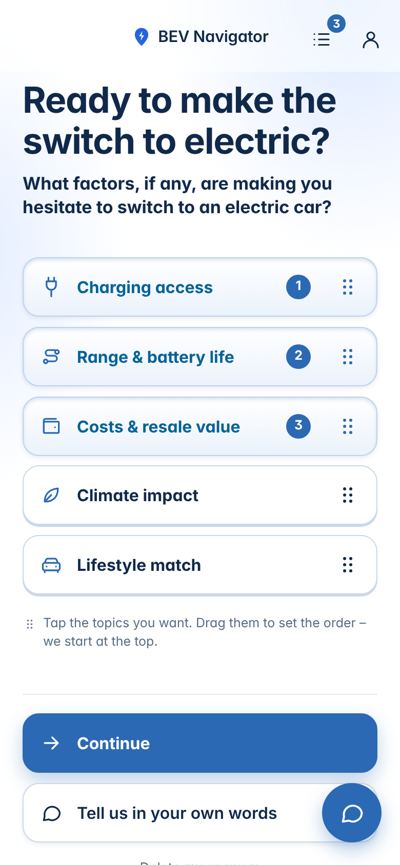 BEV Navigator
3
Ready to make the
switch to electric?
What factors, if any, are making you
hesitate to switch to an electric car?
Charging access 1
Range & battery life 2
Costs & resale value 3
Climate impact
Lifestyle match
Tap the topics you want. Drag them to set the order –
we start at the top.
Continue
Tell us in your own words